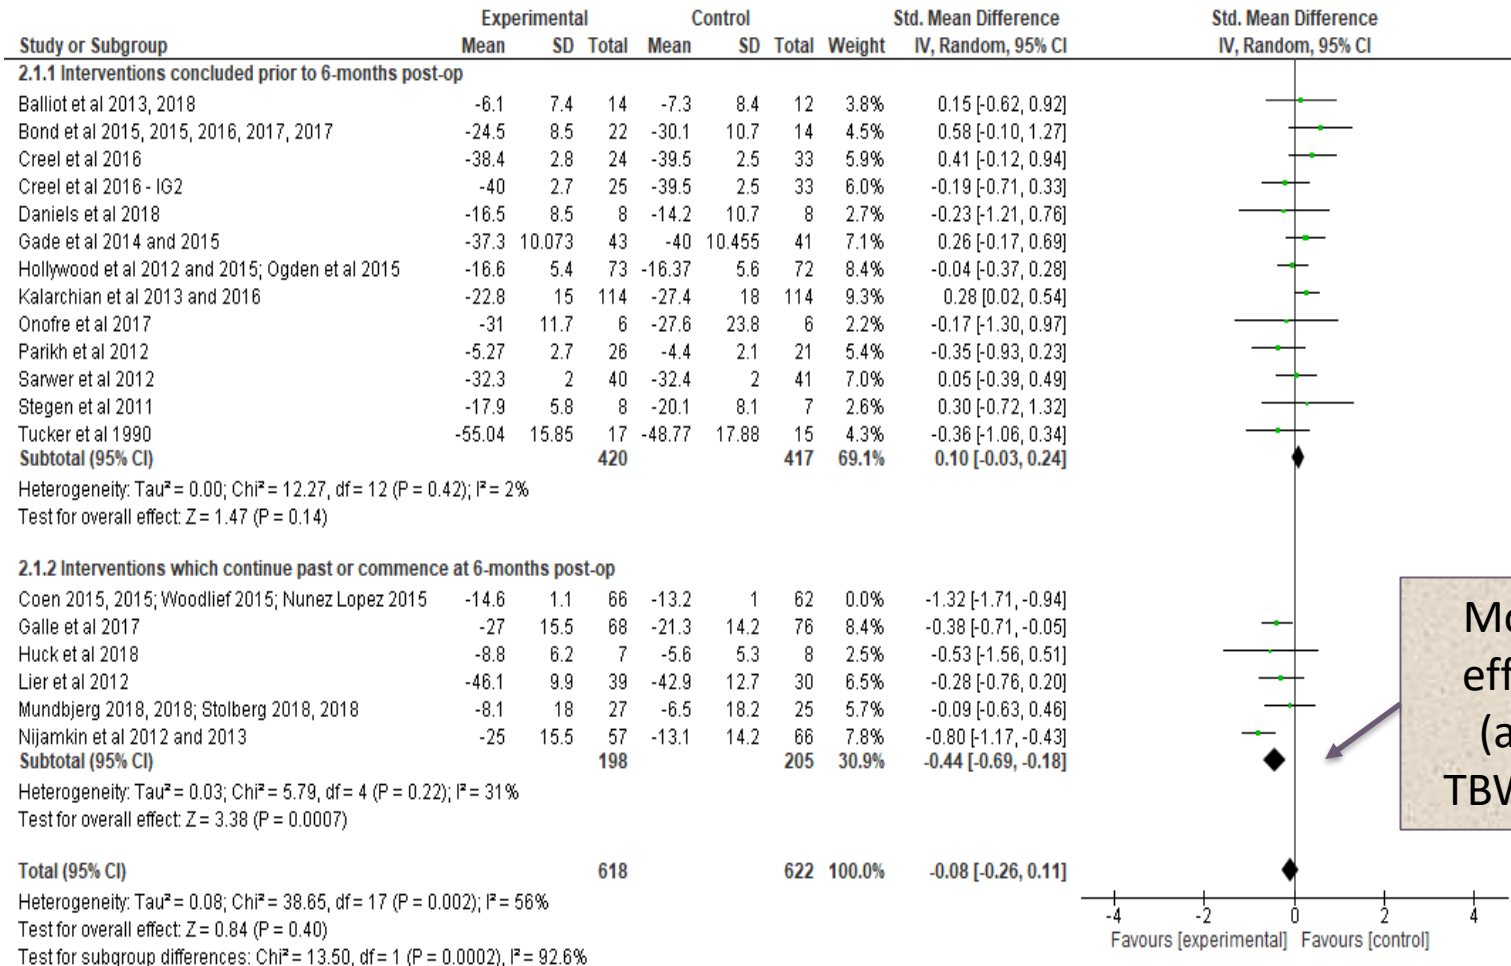 Experimental Control Std. Mean Difference Std. Mean Difference
Study or Subgroup Mean SD Total Mean SD Total Weight IV, Random, 95% CI IV, Random, 95% CI
2.1.1 Interventions concluded prior to 6-months post-op
Balliot et al 2013, 2018 -6.1 7.4 14 -7.3 8.4 12 3.8% 0.15 [-0.62, 0.92]
Bond et al 2015, 2015, 2016, 2017, 2017 -24.5 8.5 22 -30.1 10.7 14 4.5% 0.58 [-0.10, 1.27]
Creel et al 2016 -38.4 2.8 24 -39.5 2.5 33 5.9% 0.41 [-0.12, 0.94]
Creel et al 2016 - IG2 -40 2.7 25 -39.5 2.5 33 6.0% -0.19 [-0.71, 0.33]
Daniels et al 2018 -16.5 8.5 8 -14.2 10.7 8 2.7% -0.23 [-1.21, 0.76]
Gade et al 2014 and 2015 -37.3 10.073 43 -40 10.455 41 7.1% 0.26 [-0.17, 0.69]
Hollywood et al 2012 and 2015; Ogden et al 2015 -16.6 5.4 73 -16.37 5.6 72 8.4% -0.04 [-0.37, 0.28]
Kalarchian et al 2013 and 2016 -22.8 15 114 -27.4 18 114 9.3% 0.28 [0.02, 0.54]
Onofre et al 2017 -31 11.7 6 -27.6 23.8 6 2.2% -0.17 [-1.30, 0.97]
Parikh et al 2012 -5.27 2.7 26 -4.4 2.1 21 5.4% -0.35 [-0.93, 0.23]
Sarwer et al 2012 -32.3 2 40 -32.4 2 41 7.0% 0.05 [-0.39, 0.49]
Stegen et al 2011 -17.9 5.8 8 -20.1 8.1 7 2.6% 0.30 [-0.72, 1.32]
Tucker et al 1990 -55.04 15.85 17 -48.77 17.88 15 4.3% -0.36 [-1.06, 0.34]
Subtotal (95% CI) 420 417 69.1% 0.10 [-0.03, 0.24]
Heterogeneity: Tau² = 0.00; Chi² = 12.27, df = 12 (P = 0.42); I² = 2%
Test for overall effect: Z = 1.47 (P = 0.14)
2.1.2 Interventions which continue past or commence at 6-months post-op
Coen 2015, 2015; Woodlief 2015; Nunez Lopez 2015 -14.6 1.1 66 -13.2 1 62 0.0% -1.32 [-1.71, -0.94]
Galle et al 2017 -27 15.5 68 -21.3 14.2 76 8.4% -0.38 [-0.71, -0.05]
Huck et al 2018 -8.8 6.2 7 -5.6 5.3 8 2.5% -0.53 [-1.56, 0.51]
Lier et al 2012 -46.1 9.9 39 -42.9 12.7 30 6.5% -0.28 [-0.76, 0.20]
Mundbjerg 2018, 2018; Stolberg 2018, 2018 -8.1 18 27 -6.5 18.2 25 5.7% -0.09 [-0.63, 0.46]
Nijamkin et al 2012 and 2013 -25 15.5 57 -13.1 14.2 66 7.8% -0.80 [-1.17, -0.43]
Subtotal (95% CI) 198 205 30.9% -0.44 [-0.69, -0.18]
Heterogeneity: Tau² = 0.03; Chi² = 5.79, df = 4 (P = 0.22); I² = 31%
Test for overall effect: Z = 3.38 (P = 0.0007)
Total (95% CI) 618 622 100.0% -0.08 [-0.26, 0.11]
Heterogeneity: Tau² = 0.08; Chi² = 38.65, df = 17 (P = 0.002); I² = 56%
Test for overall effect: Z = 0.84 (P = 0.40)
Test for subgroup differences: Chi² = 13.50, df = 1 (P = 0.0002), I² = 92.6%
-4 -2 0 2 4
Favours [experimental] Favours [control]